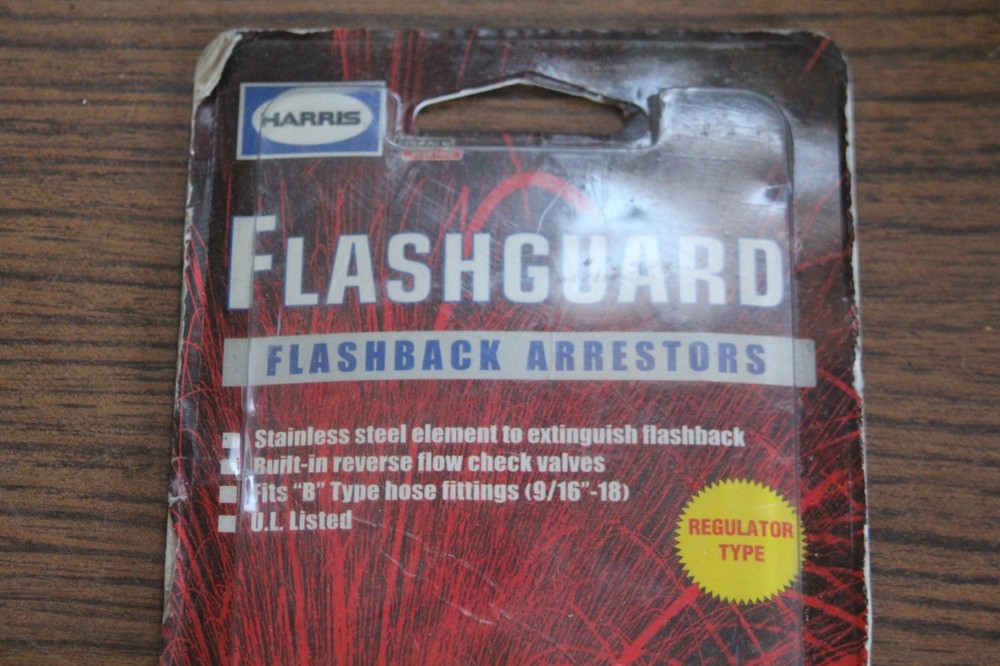 HARRIS
FLASHGUARD
FLASHBACK ARRESTORS
Stainless steel element to extinguish flashback
Built-in reverse flow check valves
Fits “B” Type hose fittings (9/16”-18)
U.L. Listed
REGULATOR
TYPE